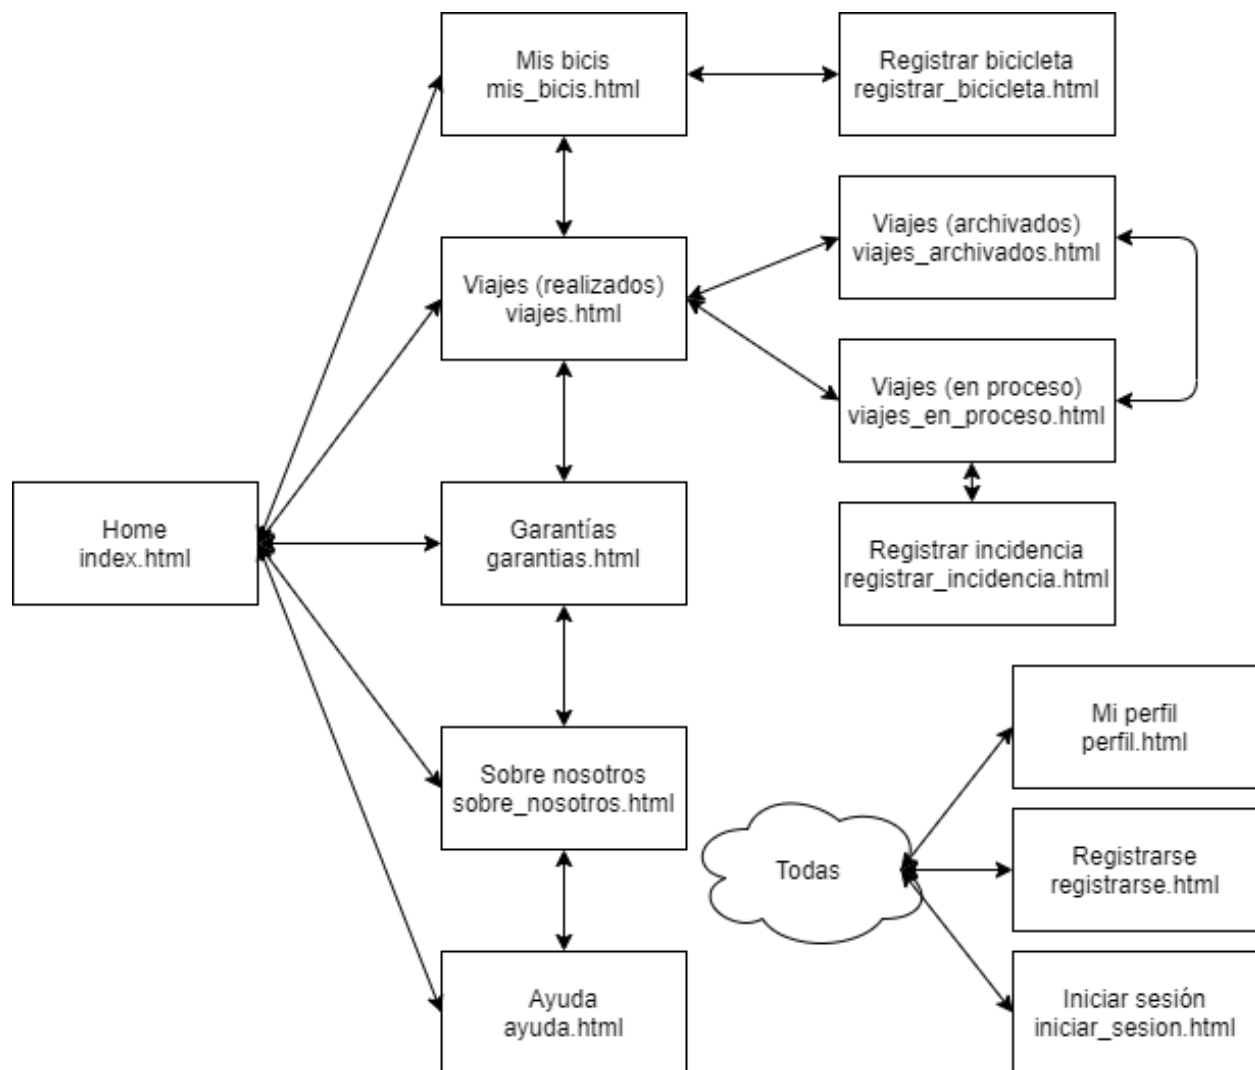 Mis bicis
mis_bicis.html
Registrar bicicleta
registrar_bicicleta.html
Viajes (archivados)
viajes_archivados.html
Viajes (realizados)
viajes.html
Viajes (en proceso)
viajes_en_proceso.html
Home
index.html
Garantías
garantias.html
Registrar incidencia
registrar_incidencia.html
Mi perfil
perfil.html
Sobre nosotros
sobre_nosotros.html
Todas
Registrarse
registrarse.html
Ayuda
ayuda.html
Iniciar sesión
iniciar_sesion.html